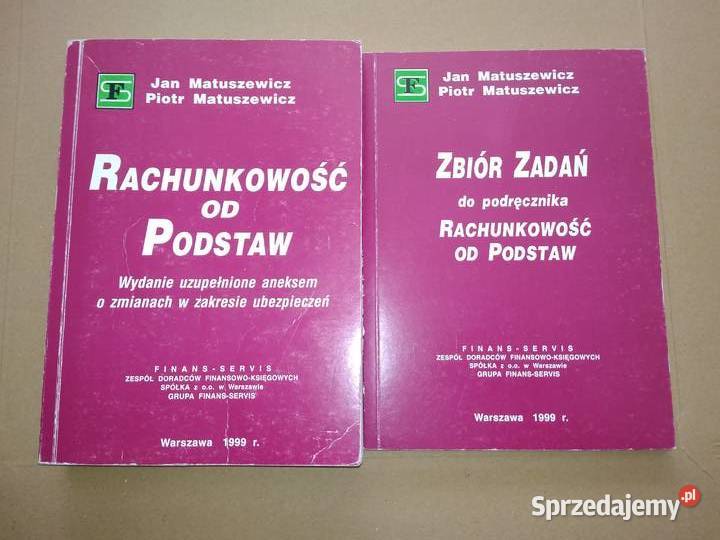 FS
Jan Matuszewicz
Piotr Matuszewicz
RACHUNKOWOŚĆ
OD
PODSTAW
Wydanie uzupełnione aneksem
o zmianach w zakresie ubezpieczeń
FINANS-SERVIS
ZESPÓŁ DORADCÓW FINANSOWO-KSIĘGOWYCH
SPÓŁKA z o.o. w Warszawie
GRUPA FINANS-SERVIS
Warszawa 1999 r.
FS
Jan Matuszewicz
Piotr Matuszewicz
ZBIÓR ZADAŃ
do podręcznika
RACHUNKOWOŚĆ
OD PODSTAW
FINANS-SERVIS
ZESPÓŁ DORADCÓW FINANSOWO-KSIĘGOWYCH
SPÓŁKA z o.o. w Warszawie
GRUPA FINANS-SERVIS
Warszawa 1999 r.
Sprzedajemy.pl